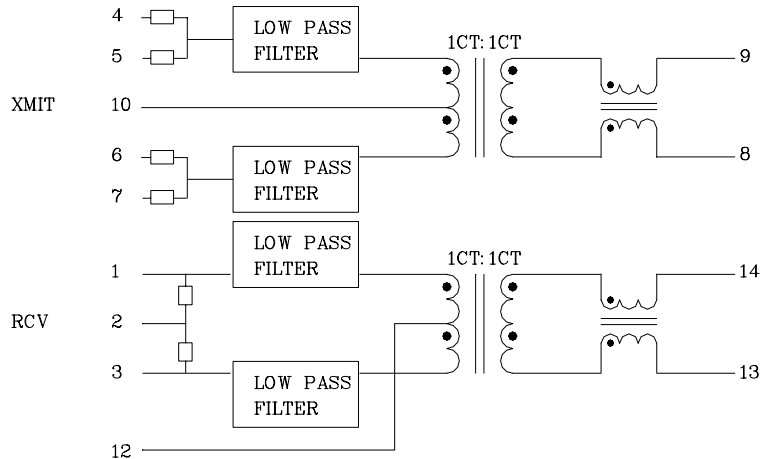 4
LOW PASS
FILTER
1CT: 1CT
5
9
XMIT
10
6
LOW PASS
FILTER
8
7
LOW PASS
FILTER
1CT: 1CT
1
14
RCV
2
3
LOW PASS
FILTER
13
12